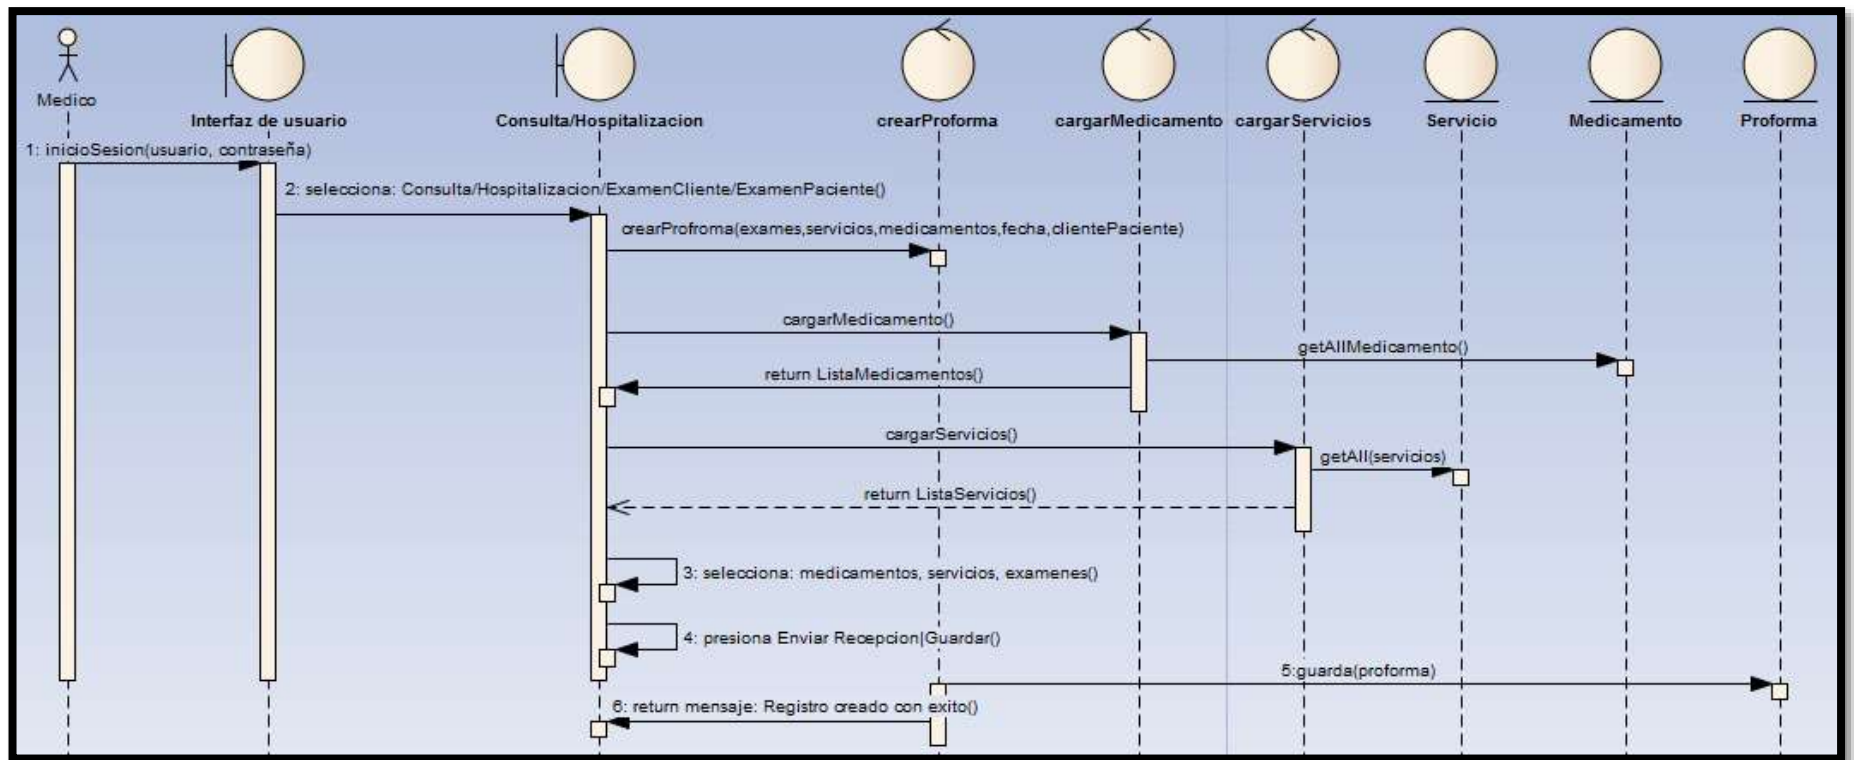 Medico
Interfaz de usuario
Consulta/Hospitalizacion
crearProforma
cargarMedicamento
cargarServicios
Servicio
Medicamento
Proforma
1: inicioSesion(usuario, contraseña)
2: selecciona: Consulta/Hospitalizacion/ExamenCliente/ExamenPaciente()
crearProfroma(exames,servicios,medicamentos,fecha,clientePaciente)
cargarMedicamento()
getAllMedicamento()
return ListaMedicamentos()
cargarServicios()
getAll(servicios)
return ListaServicios()
3: selecciona: medicamentos, servicios, examenes()
4: presiona Enviar Recepcion|Guardar()
5:guarda(proforma)
6: return mensaje: Registro creado con exito()